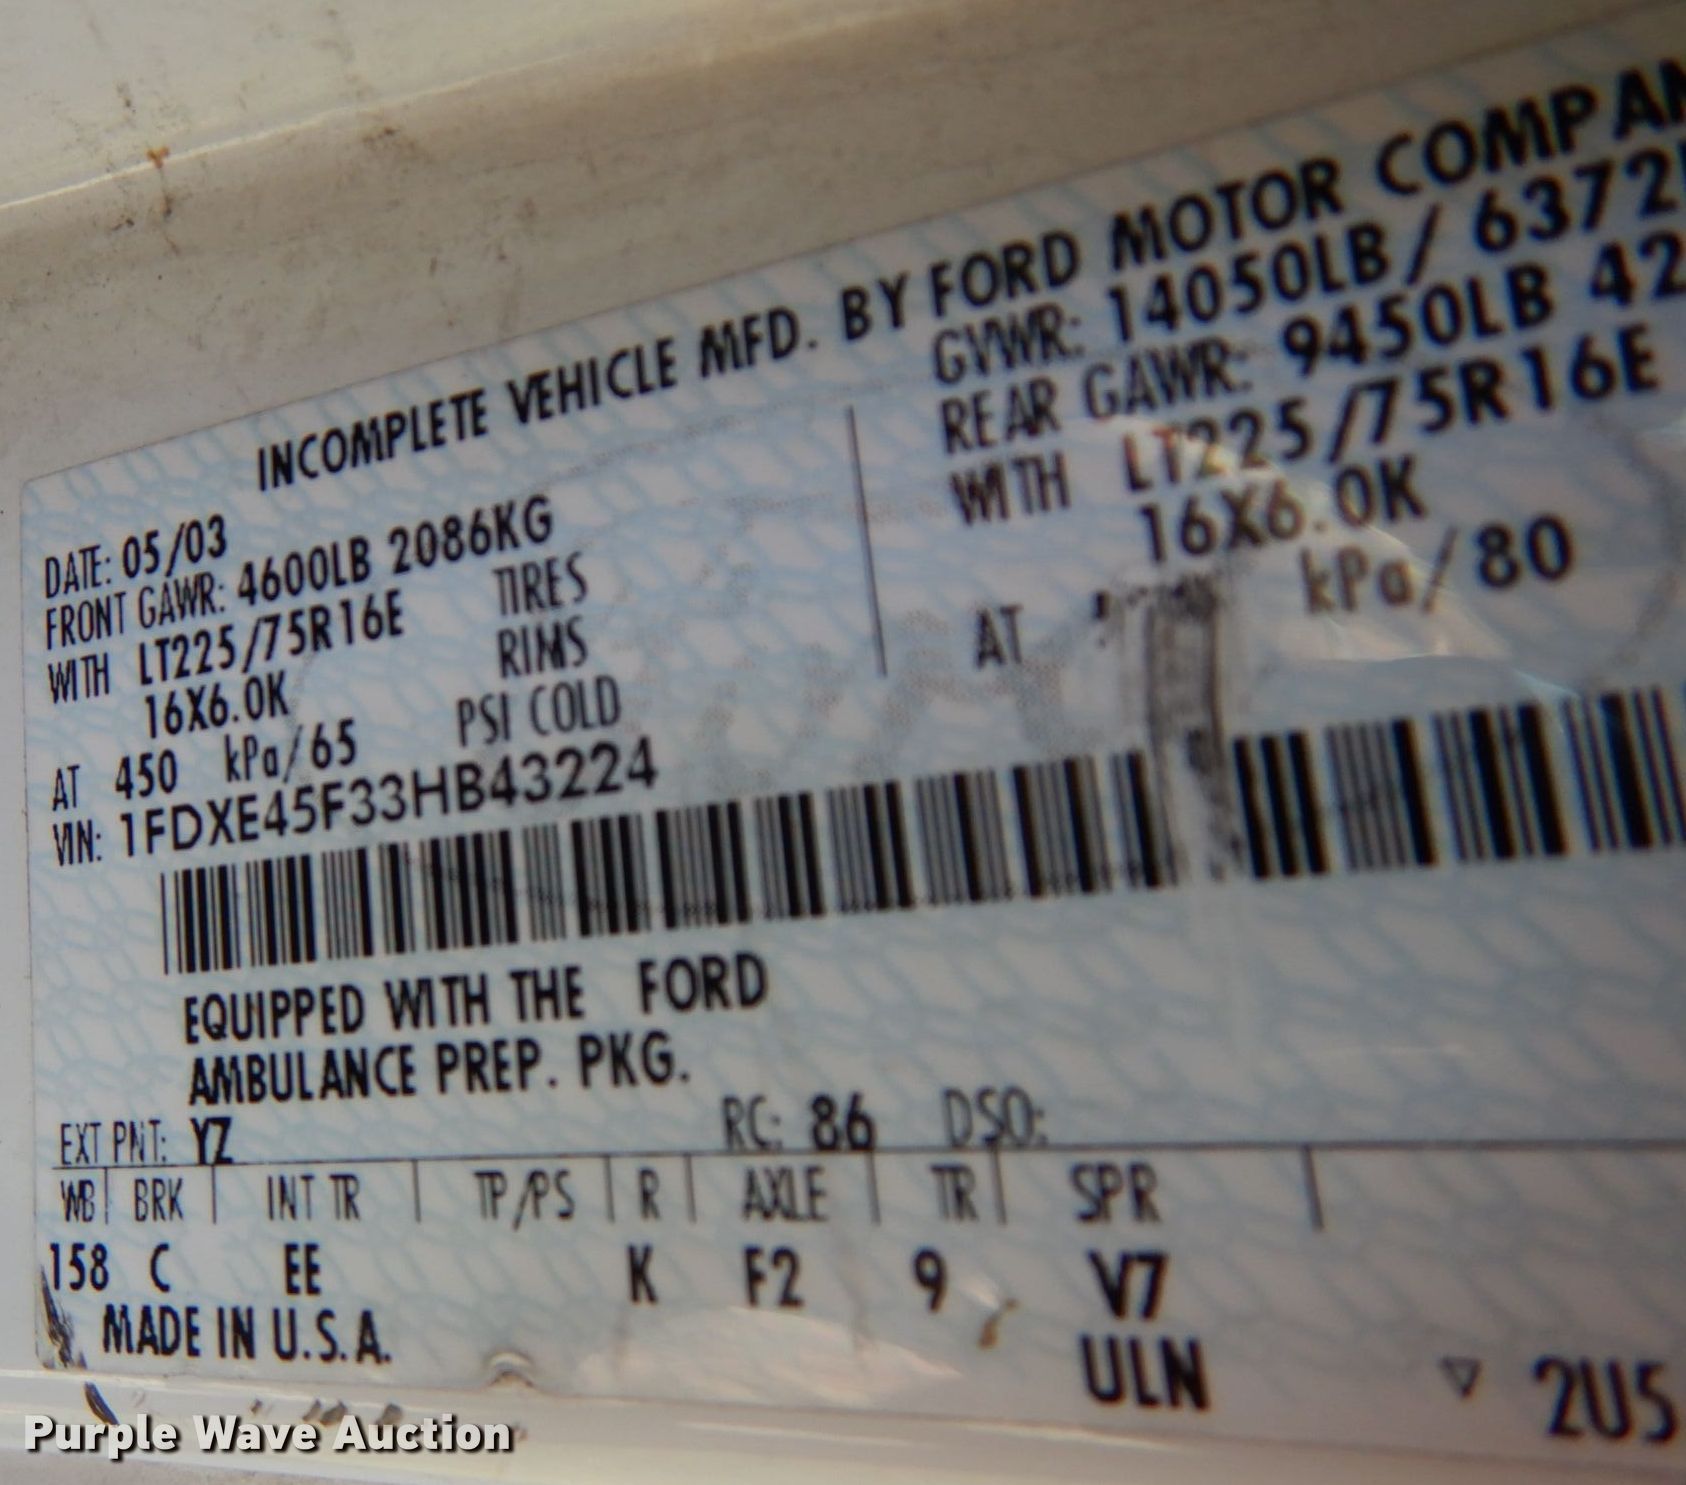 INCOMPLETE VEHICLE MFD. BY FORD MOTOR COMPAN
DATE: 05/03 GVWR: 14050LB/ 6372
FRONT GAWR: 4600LB 2086KG REAR GAWR: 9450LB 42
WITH LT225/75R16E TIRES WITH LT225/75R16E
16X6.0K RIMS 16X6.0K
AT 450 kPa/65 PSI COLD AT kPa/80
VIN: 1FDXE45F33HB43224
EQUIPPED WITH THE FORD
AMBULANCE PREP. PKG.
EXT PNT: YZ RC: 86 DSO:
WB BRK INT TR TP/PS R AXLE TR SPR
158 C EE K F2 9 V7
MADE IN U.S.A. ULN
▽ 2U5
Purple Wave Auction